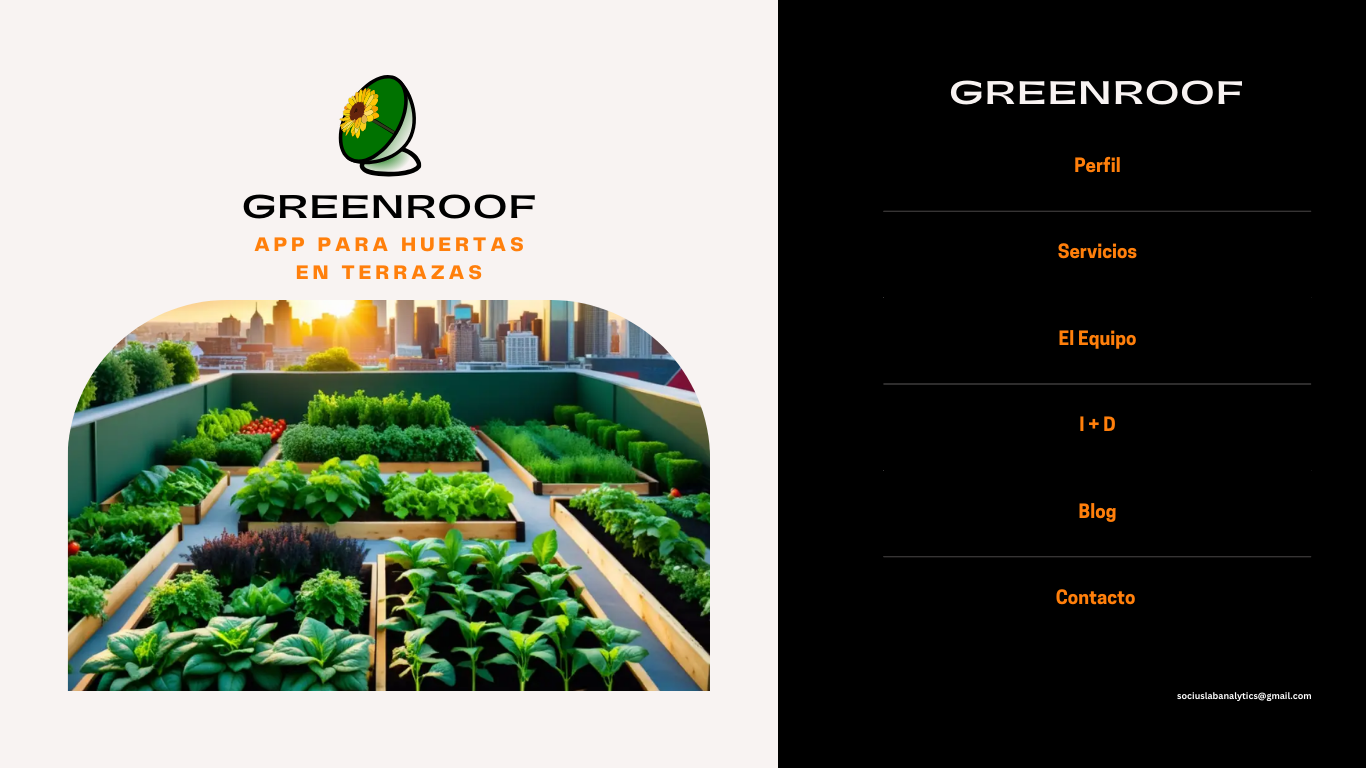 GREENROOF
APP PARA HUERTAS
EN TERRAZAS
GREENROOF
Perfil
Servicios
El Equipo
I + D
Blog
Contacto
sociuslabanalytics@gmail.com